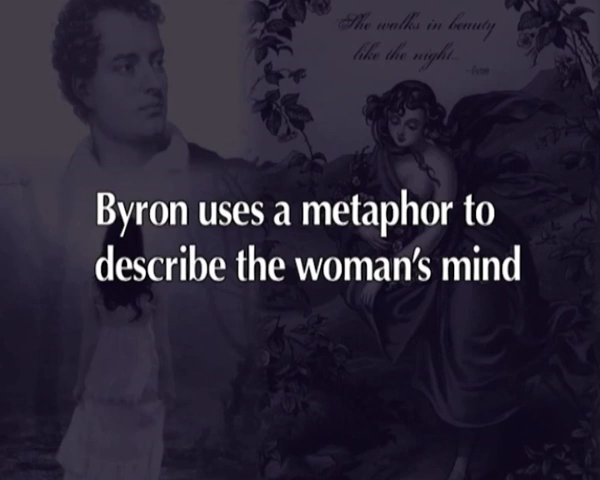 She walks in beauty
like the night...
Byron uses a metaphor to
describe the woman's mind